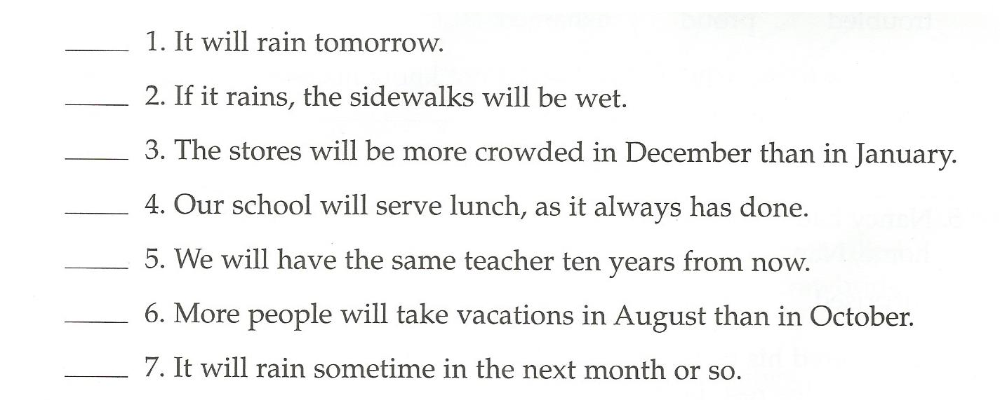 _____ 1. It will rain tomorrow.
_____ 2. If it rains, the sidewalks will be wet.
_____ 3. The stores will be more crowded in December than in January.
_____ 4. Our school will serve lunch, as it always has done.
_____ 5. We will have the same teacher ten years from now.
_____ 6. More people will take vacations in August than in October.
_____ 7. It will rain sometime in the next month or so.